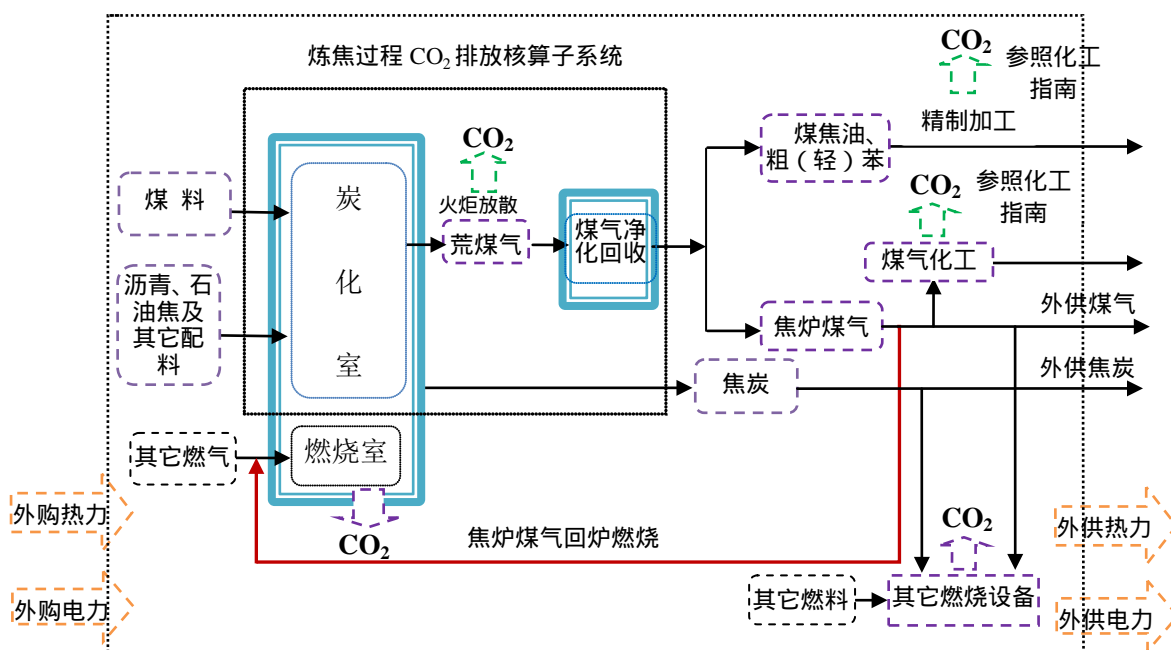 炼焦过程 CO₂ 排放核算子系统
CO₂
参照化工
指南
精制加工
煤焦油、
粗（轻）苯
CO₂
火炬放散
荒煤气
煤气净
化回收
炭
化
室
煤 料
沥青、石
油焦及
其它配
料
CO₂
参照化工
指南
煤气化工
焦炉煤气
外供煤气
焦炭
外供焦炭
其它燃气
燃烧室
CO₂
焦炉煤气回炉燃烧
外购热力
外购电力
CO₂
其它燃料
其它燃烧设备
外供热力
外供电力